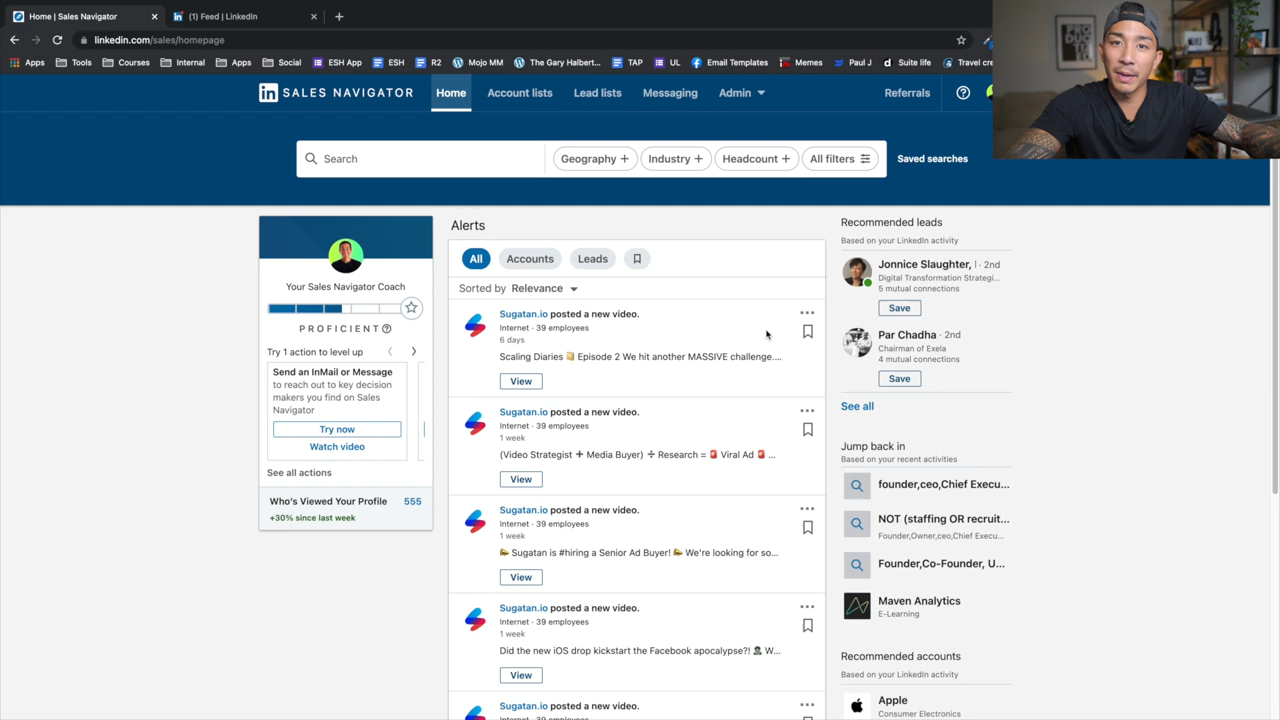 Home | Sales Navigator
(1) Feed | LinkedIn
linkedin.com/sales/homepage
Apps
Tools
Courses
Internal
Apps
Social
ESH App
ESH
R2
Mojo MM
The Gary Halbert...
TAP
UL
Email Templates
Memes
Paul J
Suite life
Travel cre
in SALES NAVIGATOR
Home
Account lists
Lead lists
Messaging
Admin
Referrals
Search
Geography +
Industry +
Headcount +
All filters
Saved searches
Your Sales Navigator Coach
PROFICIENT
Try 1 action to level up
Send an InMail or Message
to reach out to key decision
makers you find on Sales
Navigator
Try now
Watch video
See all actions
Who's Viewed Your Profile 555
+30% since last week
Alerts
All
Accounts
Leads
Sorted by Relevance
Sugatan.io posted a new video.
Internet · 39 employees
6 days
Scaling Diaries 📒 Episode 2 We hit another MASSIVE challenge....
View
Sugatan.io posted a new video.
Internet · 39 employees
1 week
(Video Strategist ➕ Media Buyer) ➗ Research = 🚨 Viral Ad 🚨 ...
View
Sugatan.io posted a new video.
Internet · 39 employees
1 week
Sugatan is #hiring a Senior Ad Buyer! We're looking for so...
View
Sugatan.io posted a new video.
Internet · 39 employees
1 week
Did the new iOS drop kickstart the Facebook apocalypse?! W...
View
Sugatan.io posted a new video.
Recommended leads
Based on your LinkedIn activity
Jonnice Slaughter, l · 2nd
Digital Transformation Strategi...
5 mutual connections
Save
Par Chadha · 2nd
Chairman of Exela
4 mutual connections
Save
See all
Jump back in
Based on your recent activities
founder,ceo,Chief Execu...
NOT (staffing OR recruit...
Founder,Owner,ceo,Chief Execu...
Founder,Co-Founder, U...
Maven Analytics
E-Learning
Recommended accounts
Based on your LinkedIn activity
Apple
Consumer Electronics